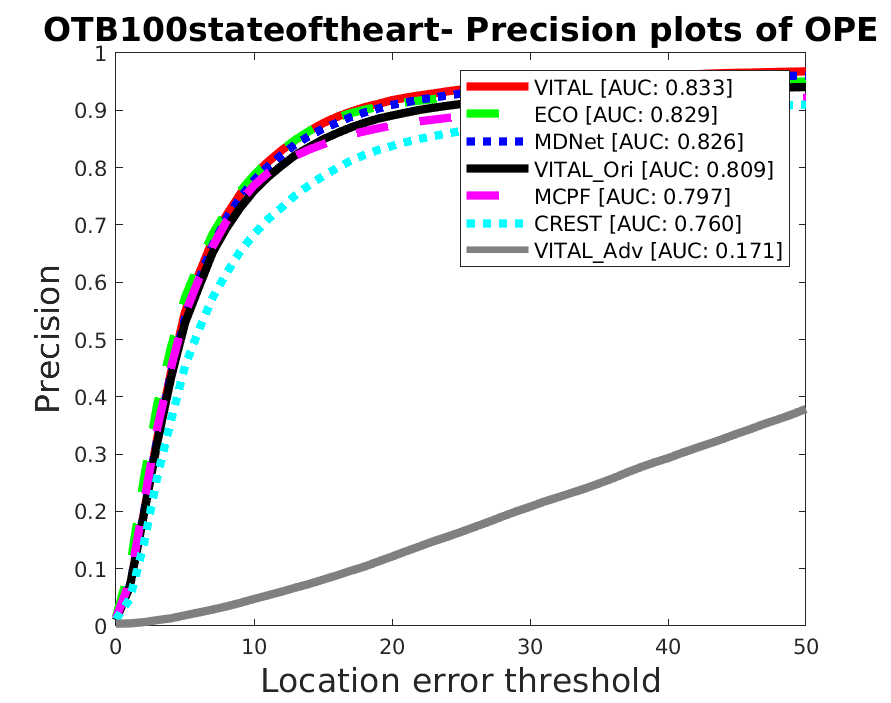 OTB100stateoftheart- Precision plots of OPE
1
0.9
0.8
0.7
0.6
0.5
0.4
0.3
0.2
0.1
0
Precision
VITAL [AUC: 0.833]
ECO [AUC: 0.829]
MDNet [AUC: 0.826]
VITAL_Ori [AUC: 0.809]
MCPF [AUC: 0.797]
CREST [AUC: 0.760]
VITAL_Adv [AUC: 0.171]
0 10 20 30 40 50
Location error threshold